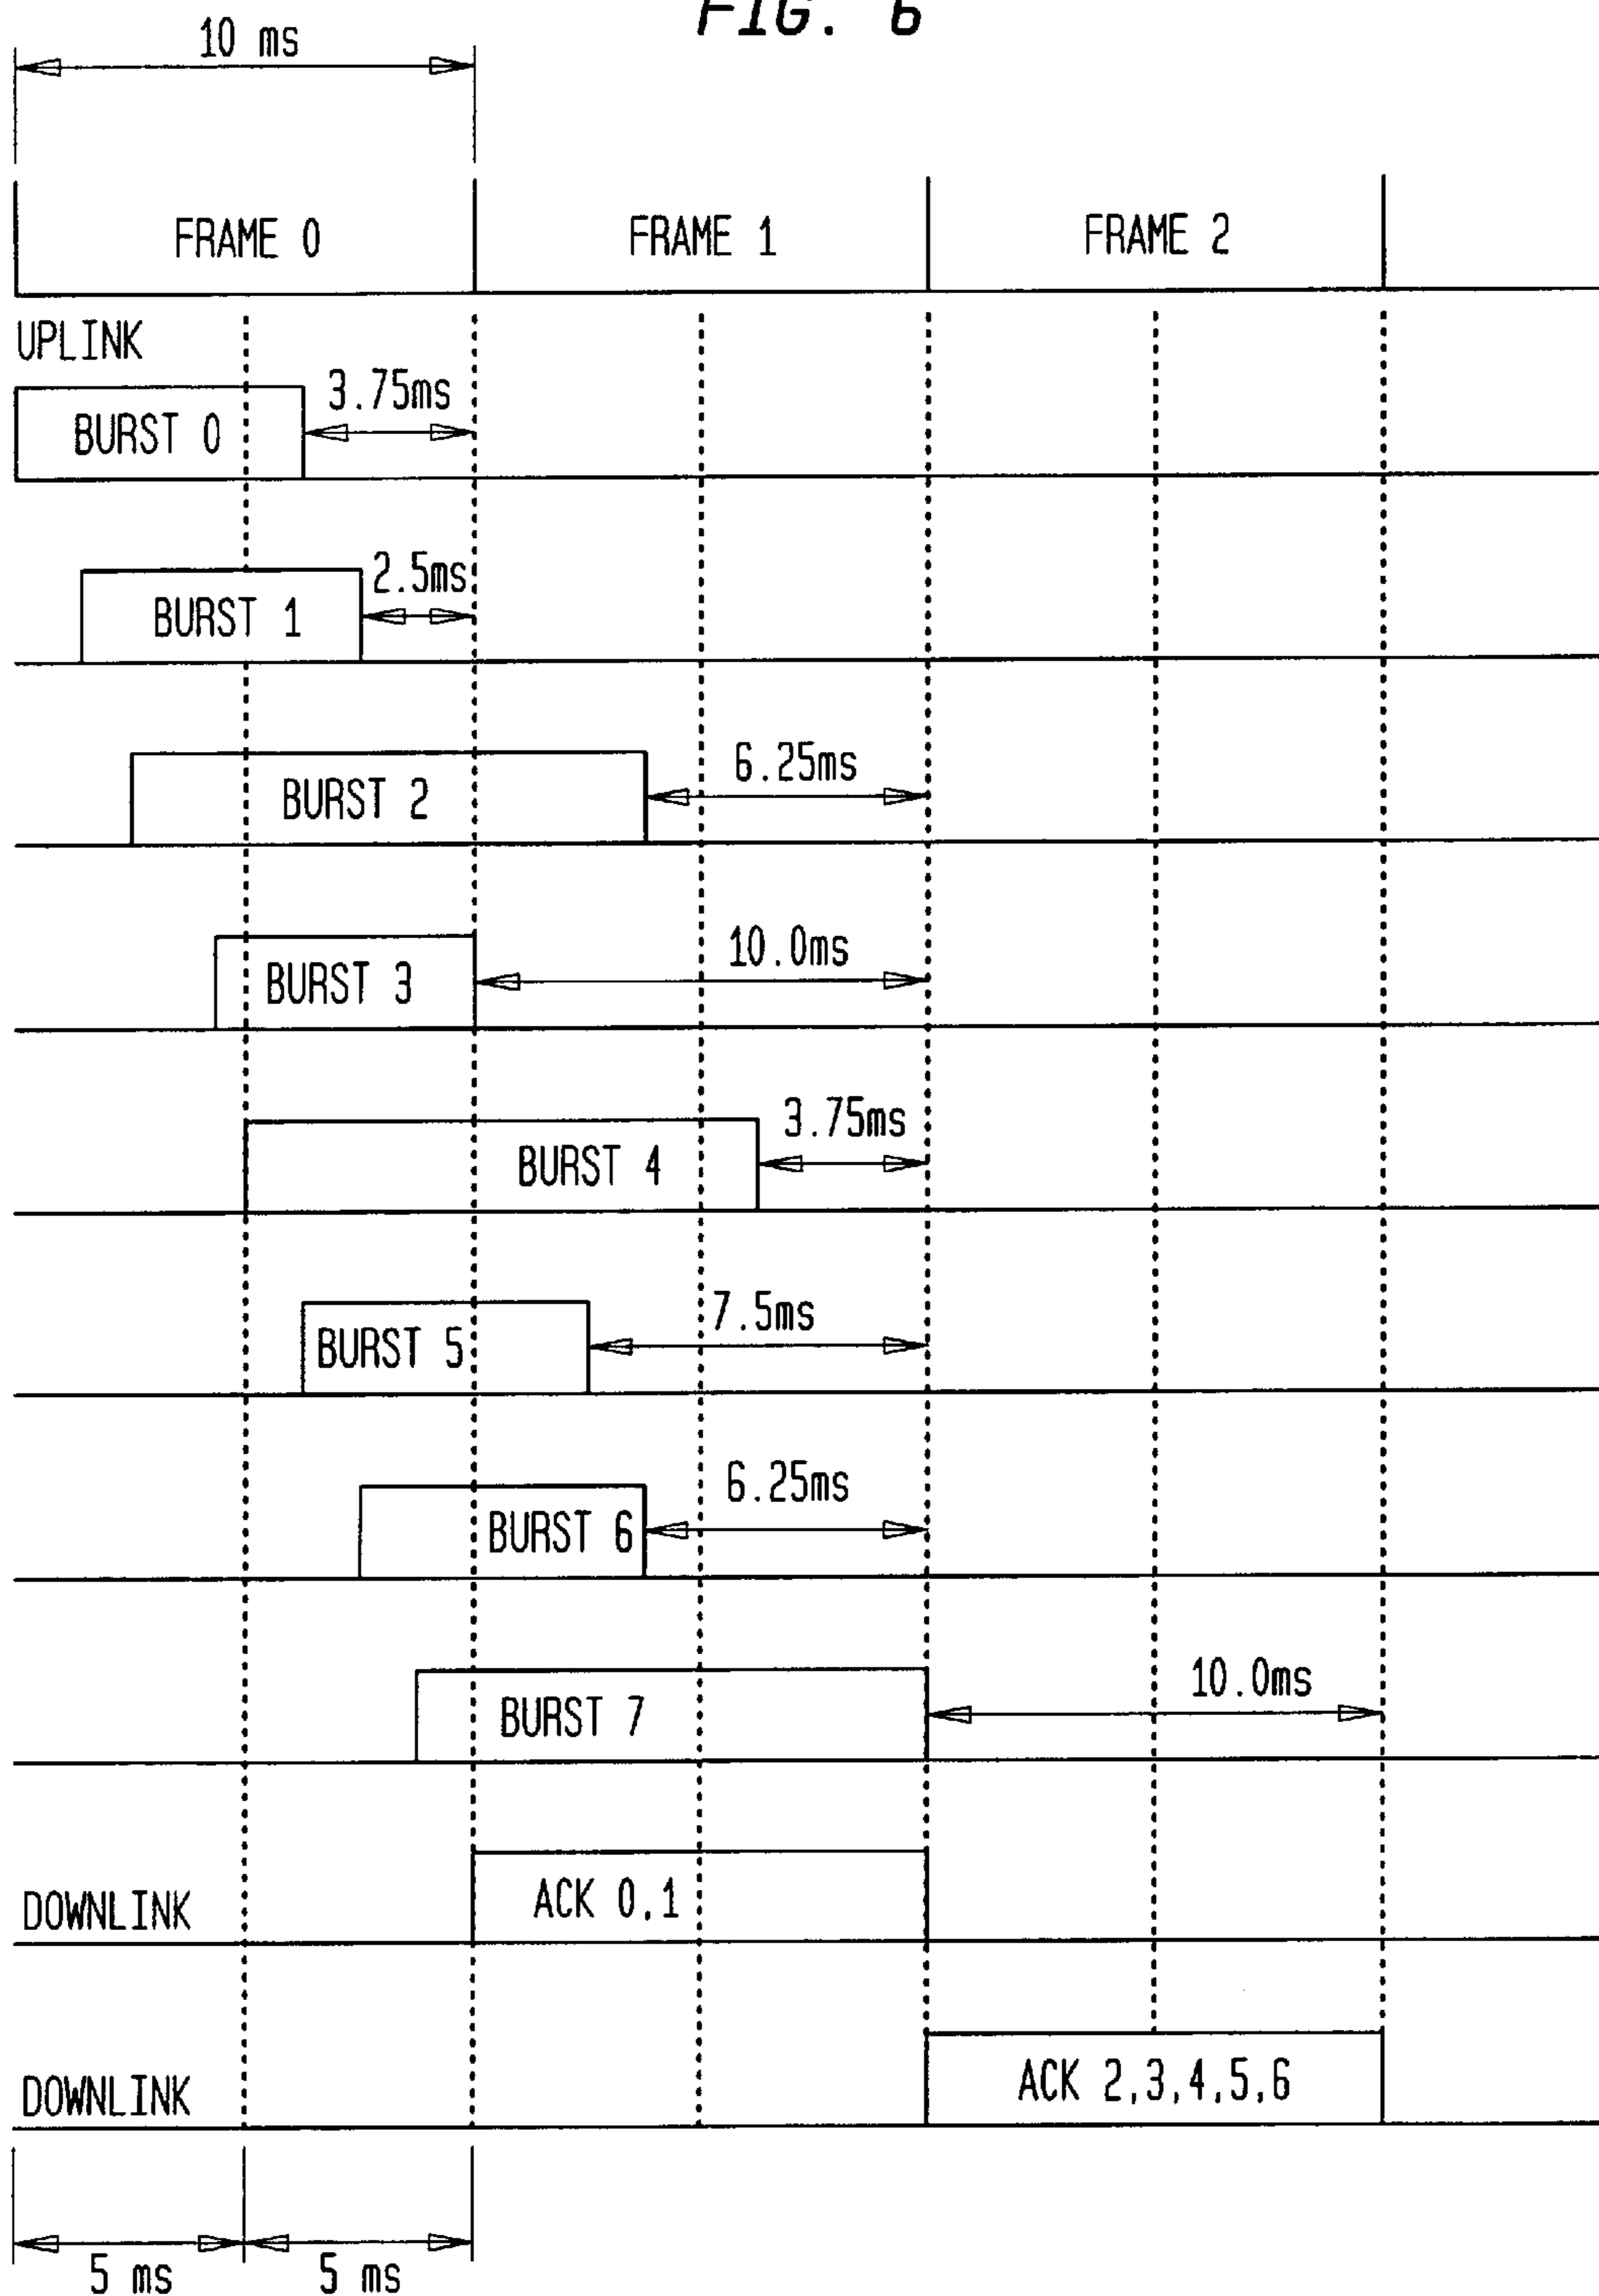 FIG. 6
10 ms
FRAME 0 FRAME 1 FRAME 2
UPLINK
BURST 0 3.75ms
BURST 1 2.5ms
BURST 2 6.25ms
BURST 3 10.0ms
BURST 4 3.75ms
BURST 5 7.5ms
BURST 6 6.25ms
BURST 7 10.0ms
DOWNLINK ACK 0,1
DOWNLINK ACK 2,3,4,5,6
5 ms 5 ms